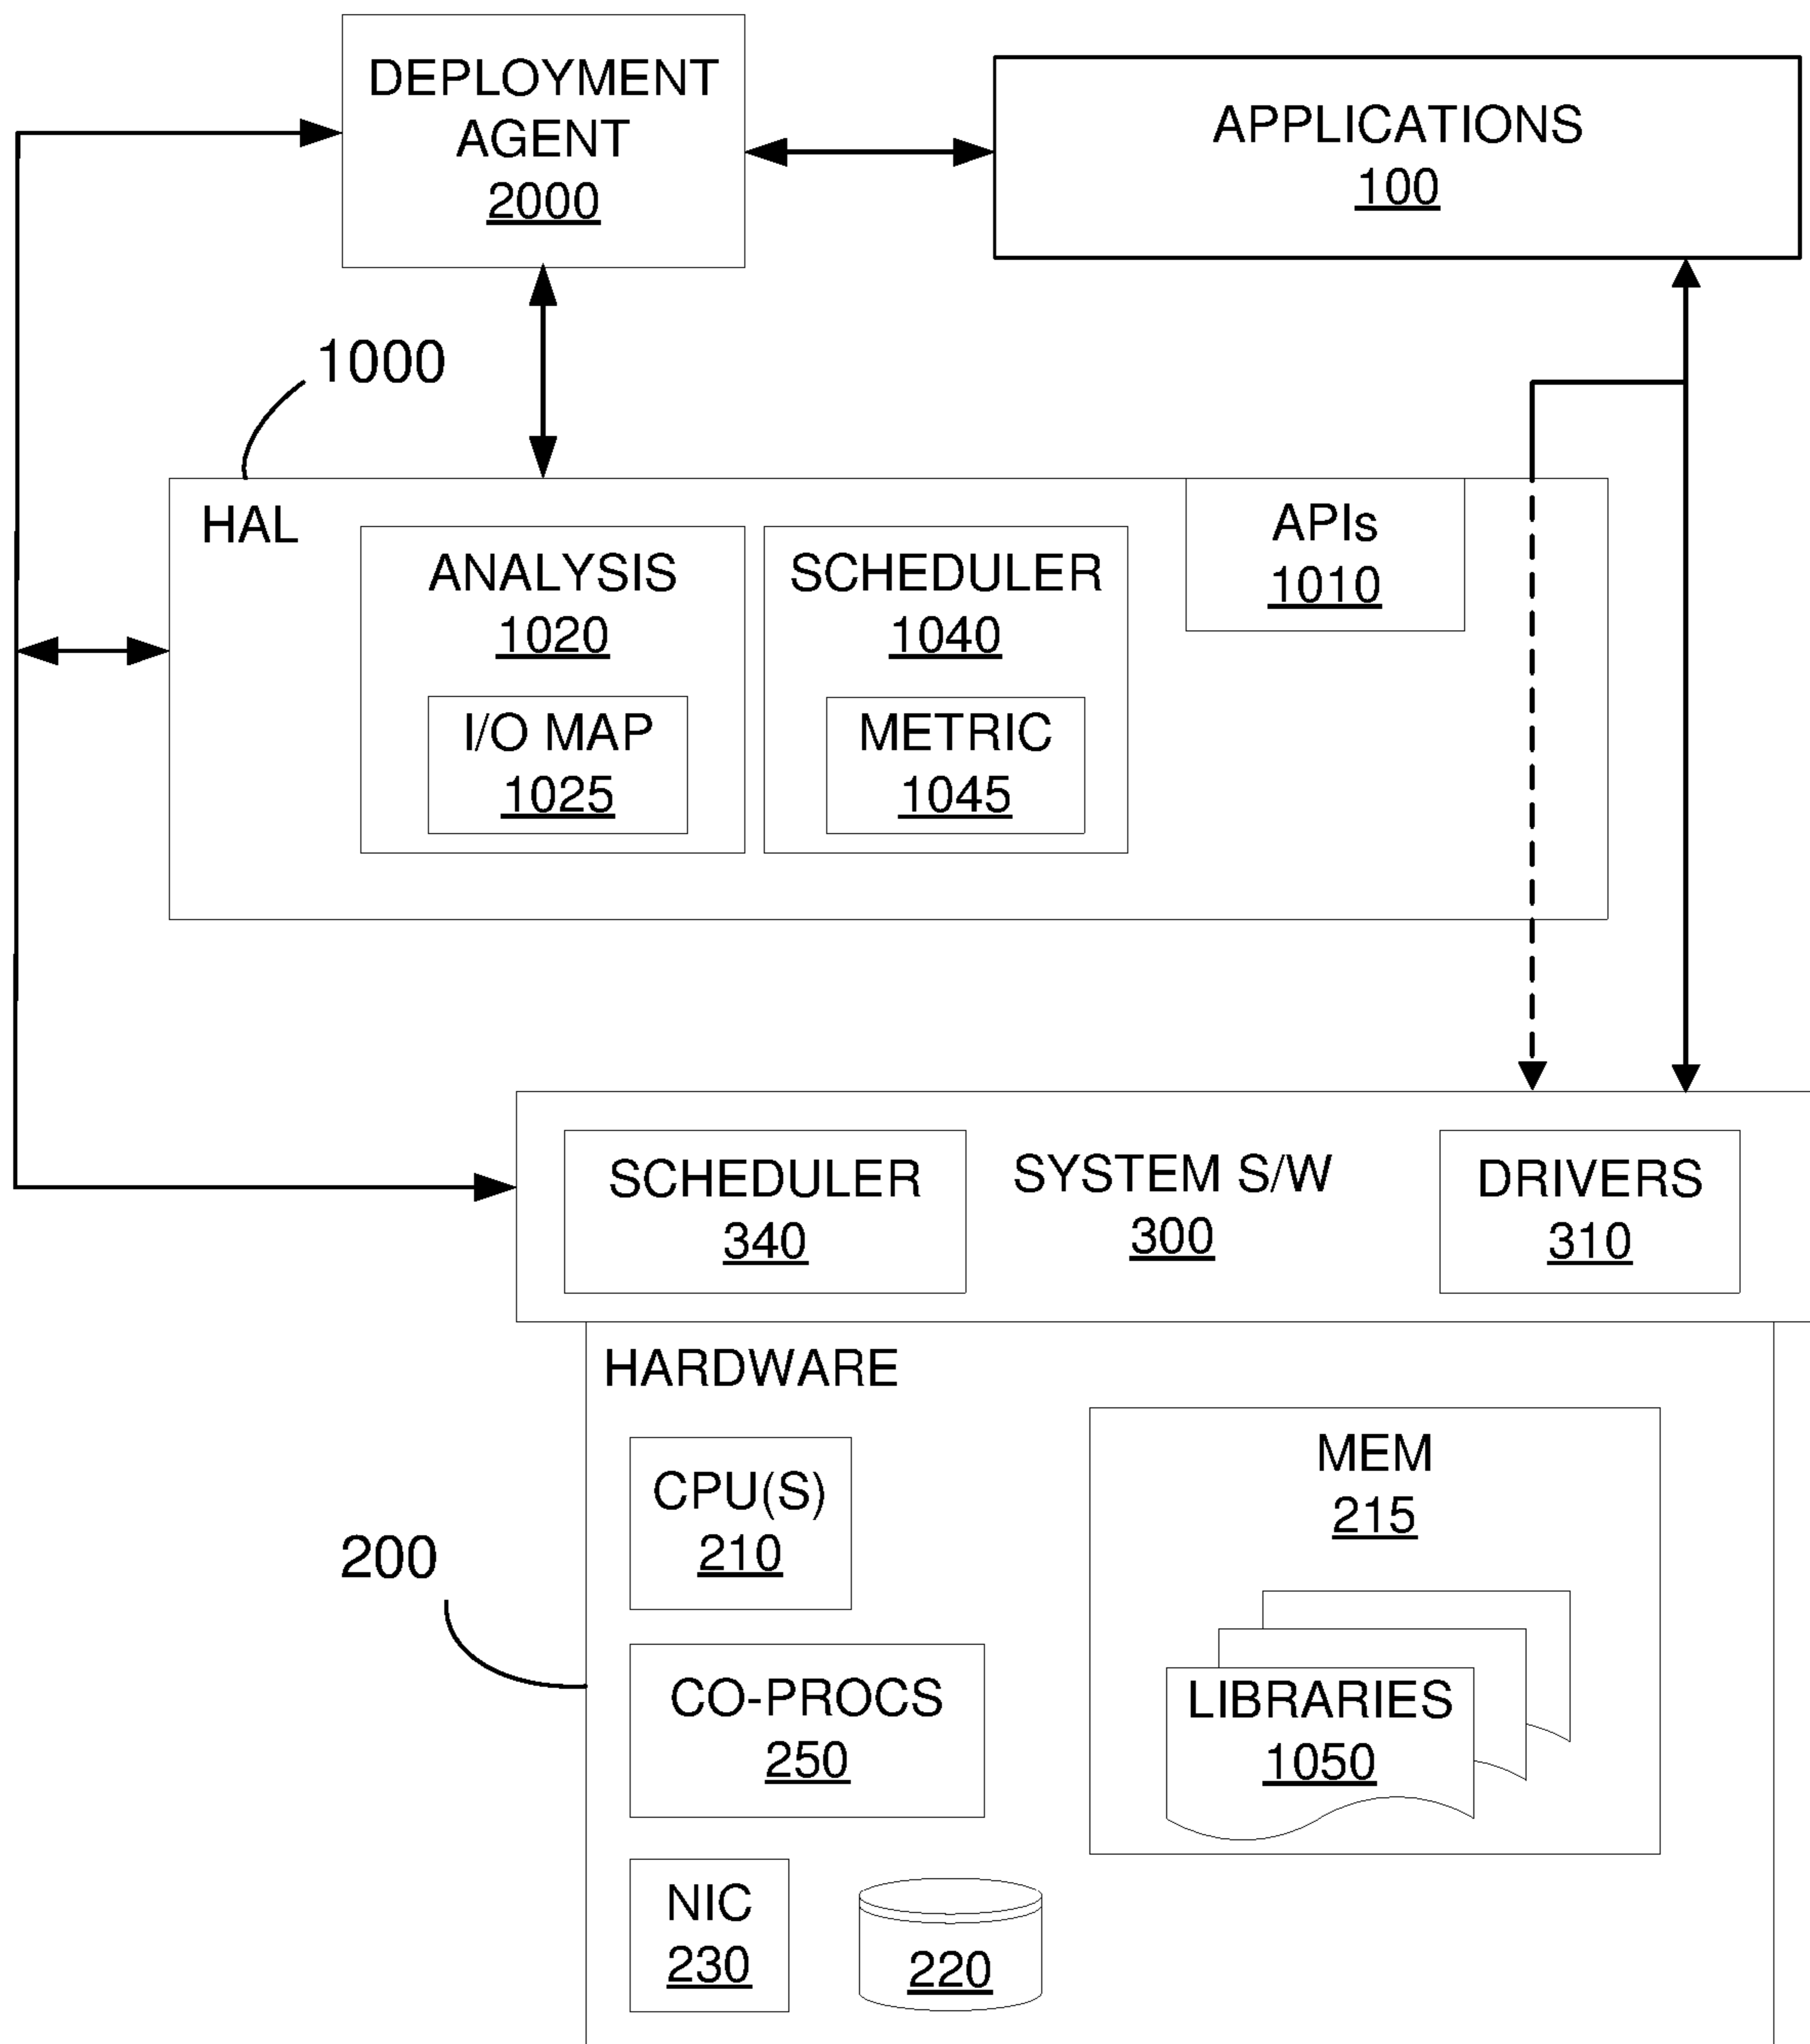 DEPLOYMENT
AGENT
2000
APPLICATIONS
100
1000
HAL
ANALYSIS
1020
I/O MAP
1025
SCHEDULER
1040
METRIC
1045
APIs
1010
SCHEDULER
340
SYSTEM S/W
300
DRIVERS
310
HARDWARE
200
CPU(S)
210
CO-PROCS
250
NIC
230
220
MEM
215
LIBRARIES
1050